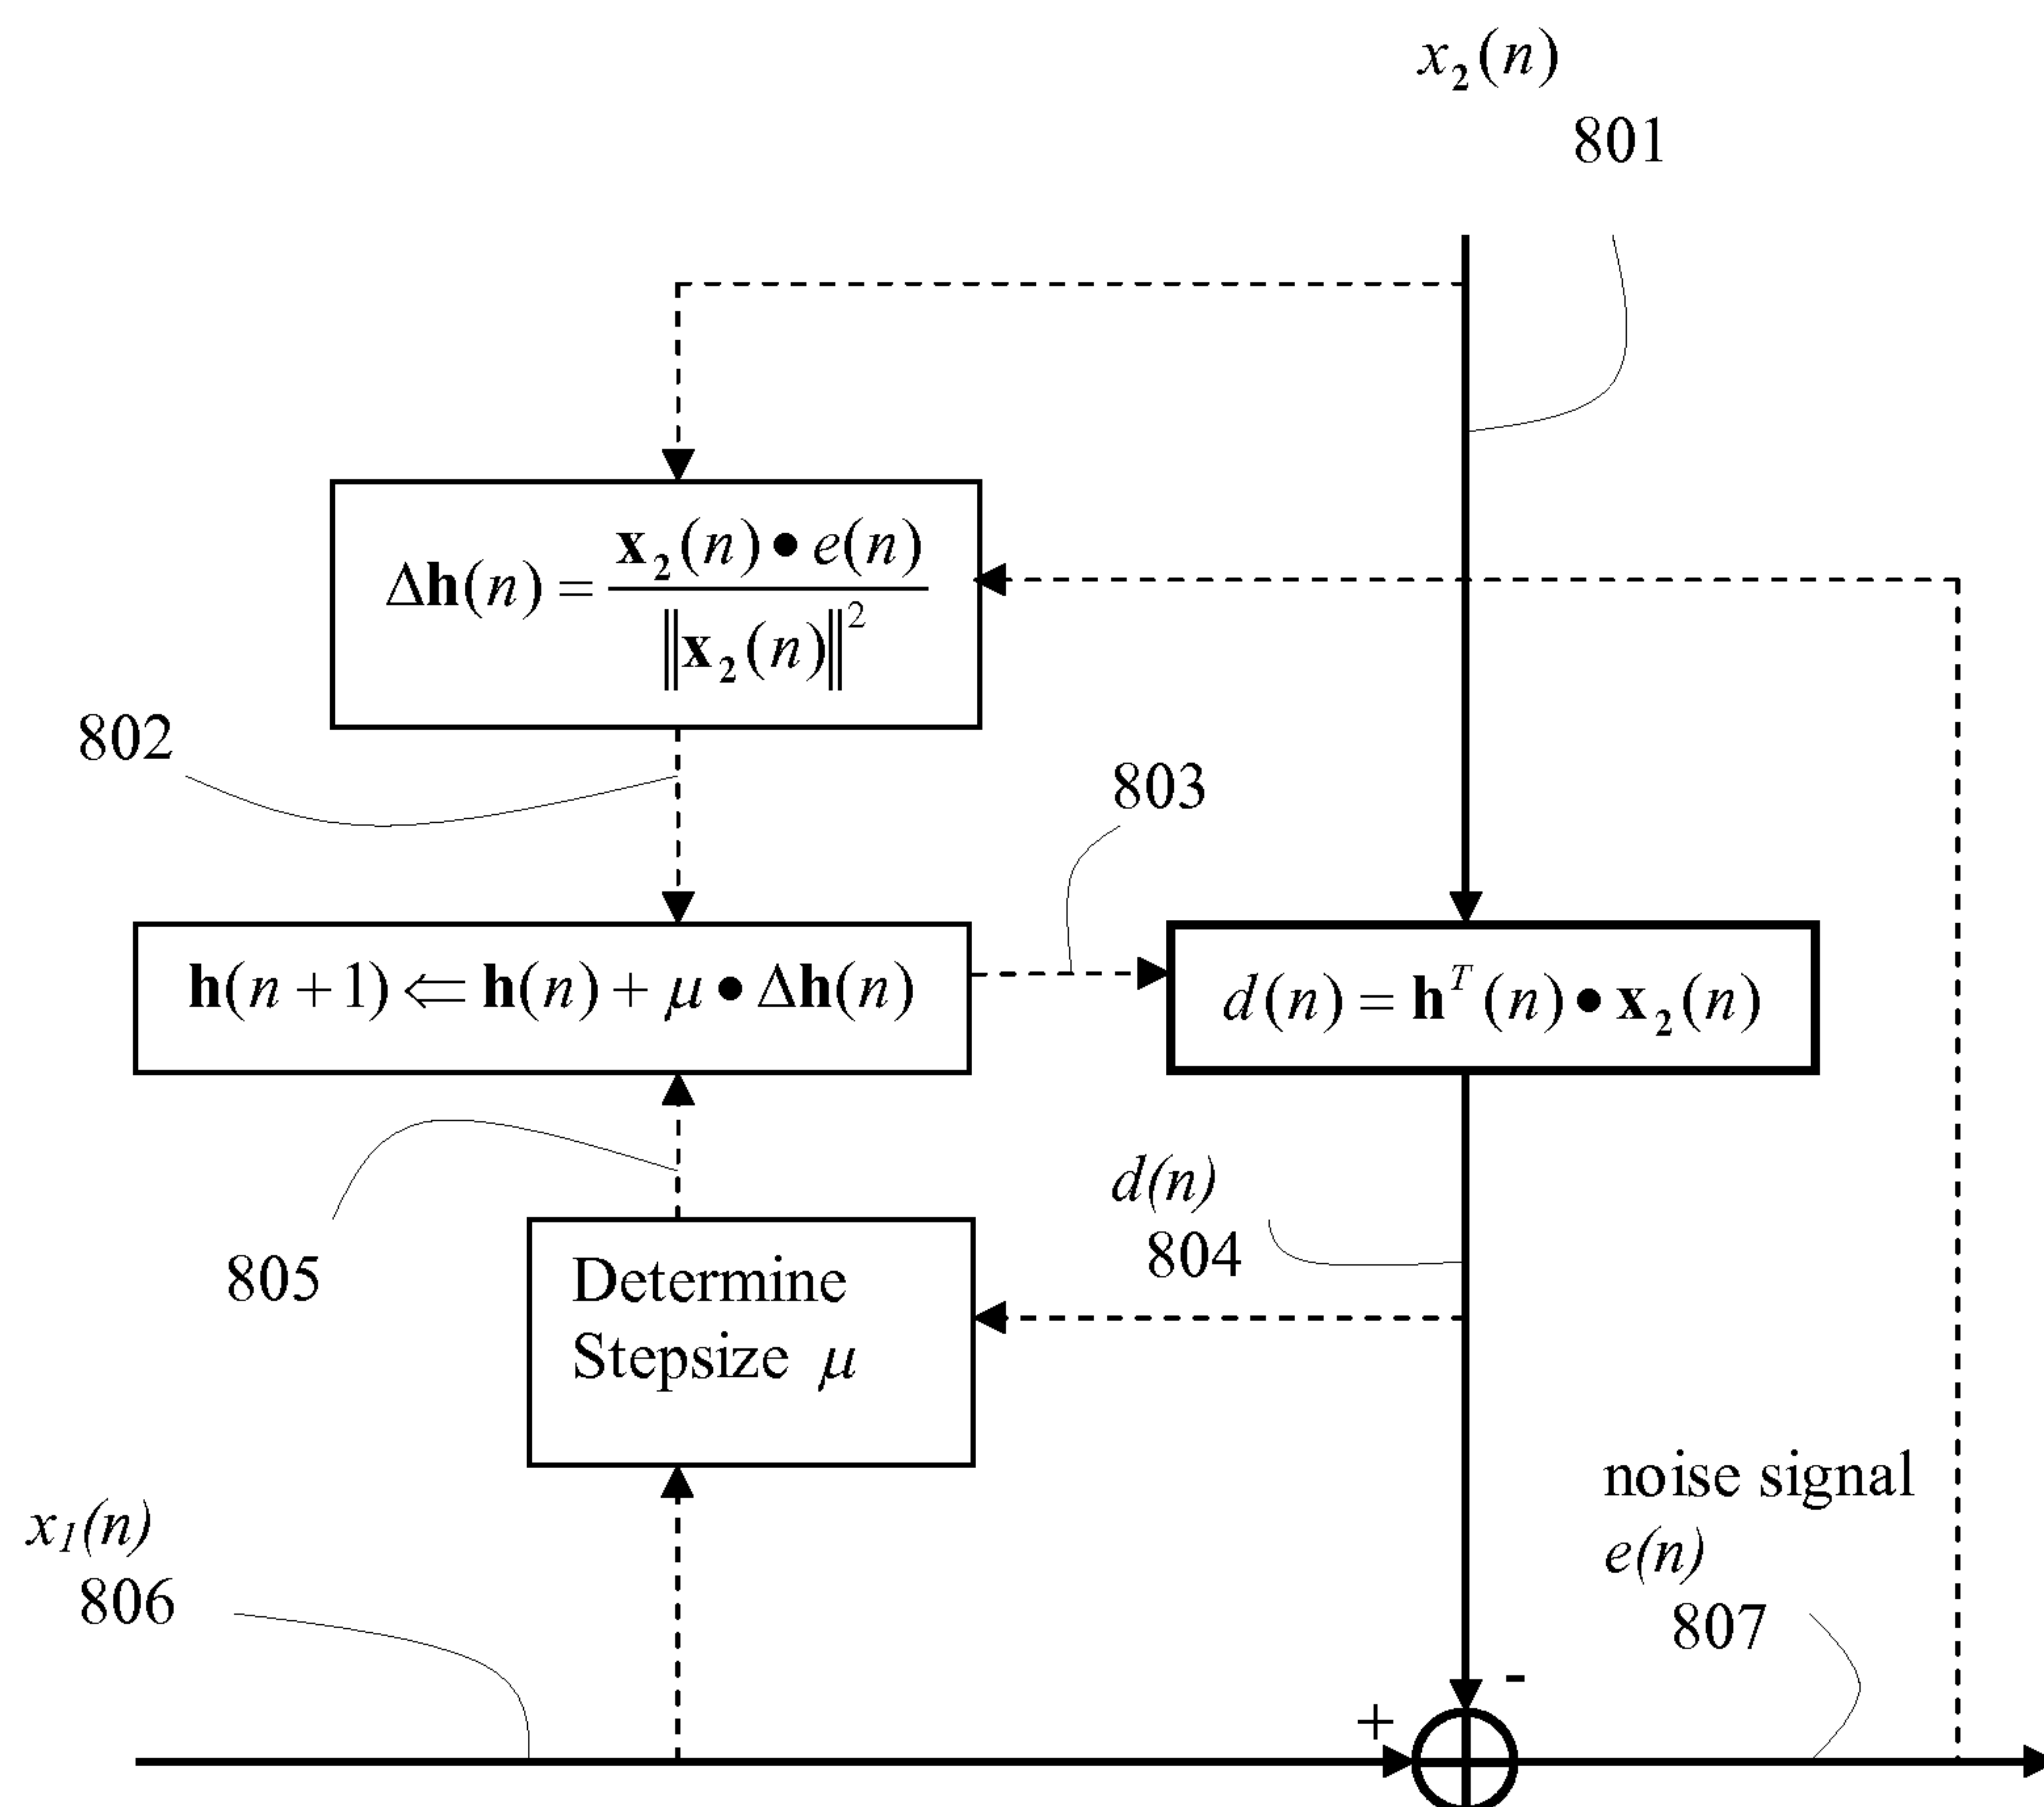 x₂(n)
801
Δh(n) = x₂(n) • e(n) / ‖x₂(n)‖²
802
803
h(n + 1) ⇐ h(n) + μ • Δh(n)
d(n) = hᵀ(n) • x₂(n)
d(n)
804
805
Determine
Stepsize μ
noise signal
e(n)
807
x₁(n)
806
-
+